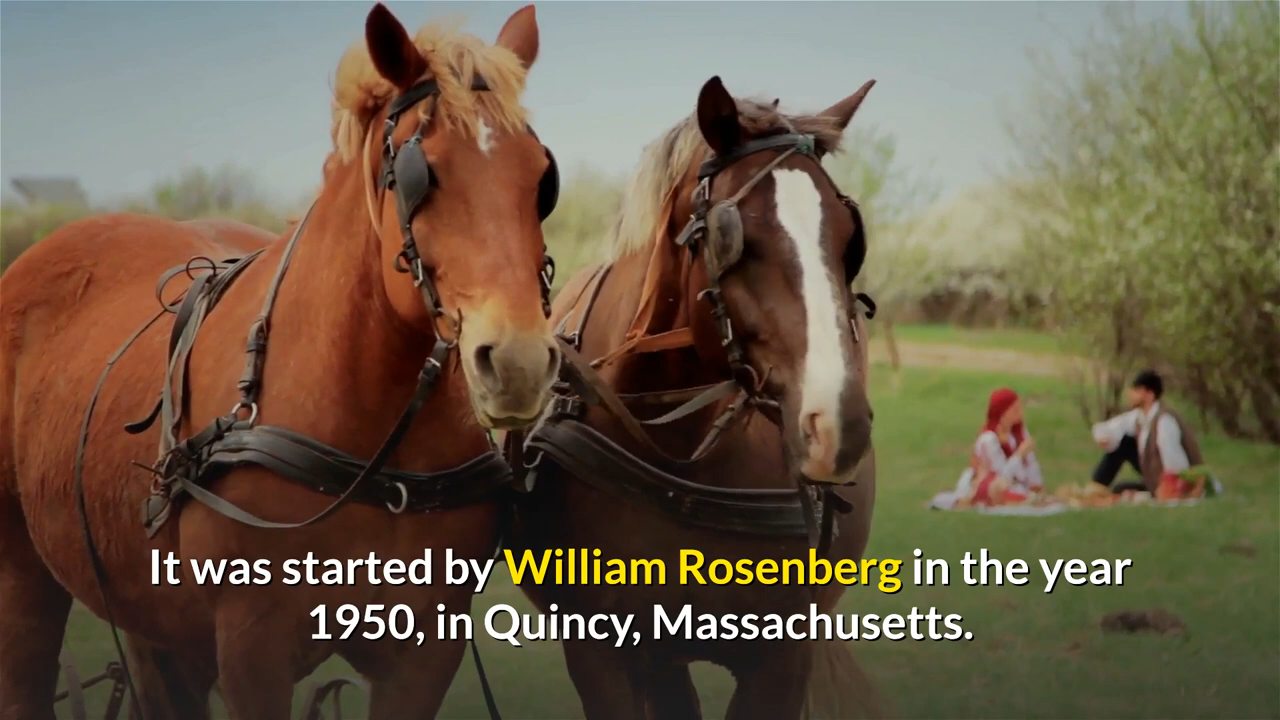 It was started by William Rosenberg in the year
1950, in Quincy, Massachusetts.